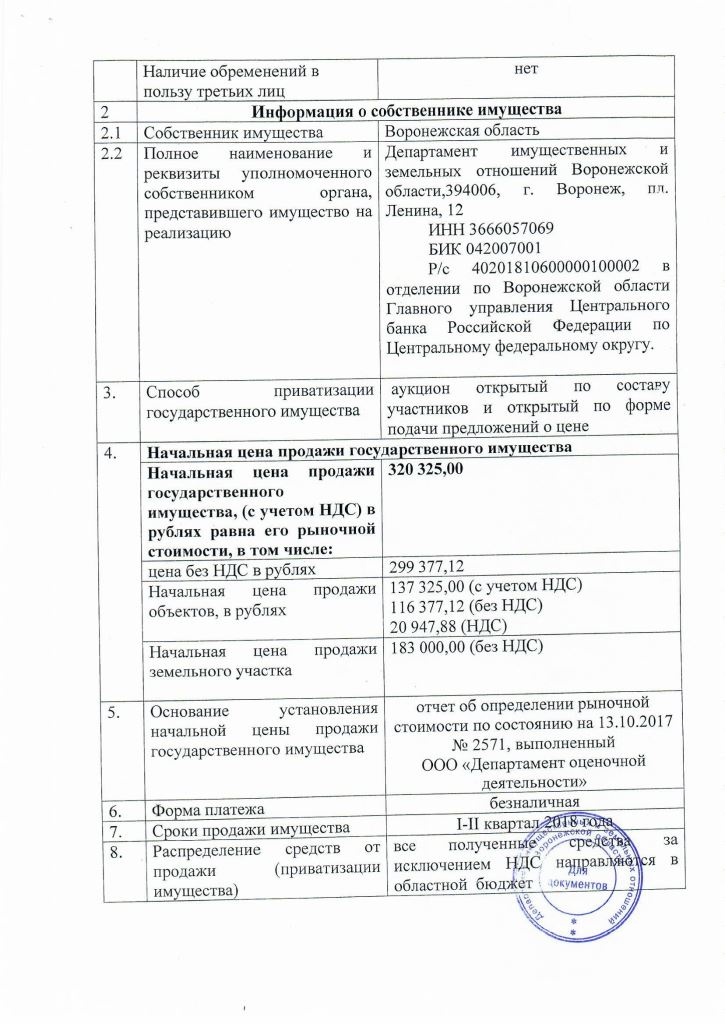 Наличие обременений в
пользу третьих лиц
нет
2
Информация о собственнике имущества
2.1
Собственник имущества
Воронежская область
2.2
Полное наименование и
реквизиты уполномоченного
собственником органа,
представившего имущество на
реализацию
Департамент имущественных и
земельных отношений Воронежской
области,394006, г. Воронеж, пл.
Ленина, 12
ИНН 3666057069
БИК 042007001
Р/с 40201810600000100002 в
отделении по Воронежской области
Главного управления Центрального
банка Российской Федерации по
Центральному федеральному округу.
3.
Способ приватизации
государственного имущества
аукцион открытый по составу
участников и открытый по форме
подачи предложений о цене
4.
Начальная цена продажи государственного имущества
Начальная цена продажи
государственного
имущества, (с учетом НДС) в
рублях равна его рыночной
стоимости, в том числе:
320 325,00
цена без НДС в рублях
299 377,12
Начальная цена продажи
объектов, в рублях
137 325,00 (с учетом НДС)
116 377,12 (без НДС)
20 947,88 (НДС)
Начальная цена продажи
земельного участка
183 000,00 (без НДС)
5.
Основание установления
начальной цены продажи
государственного имущества
отчет об определении рыночной
стоимости по состоянию на 13.10.2017
№ 2571, выполненный
ООО «Департамент оценочной
деятельности»
6.
Форма платежа
безналичная
7.
Сроки продажи имущества
I-II квартал 2018 года
8.
Распределение средств от
продажи (приватизации
имущества)
все полученные средства за
исключением НДС направляются в
областной бюджет
Для
документов